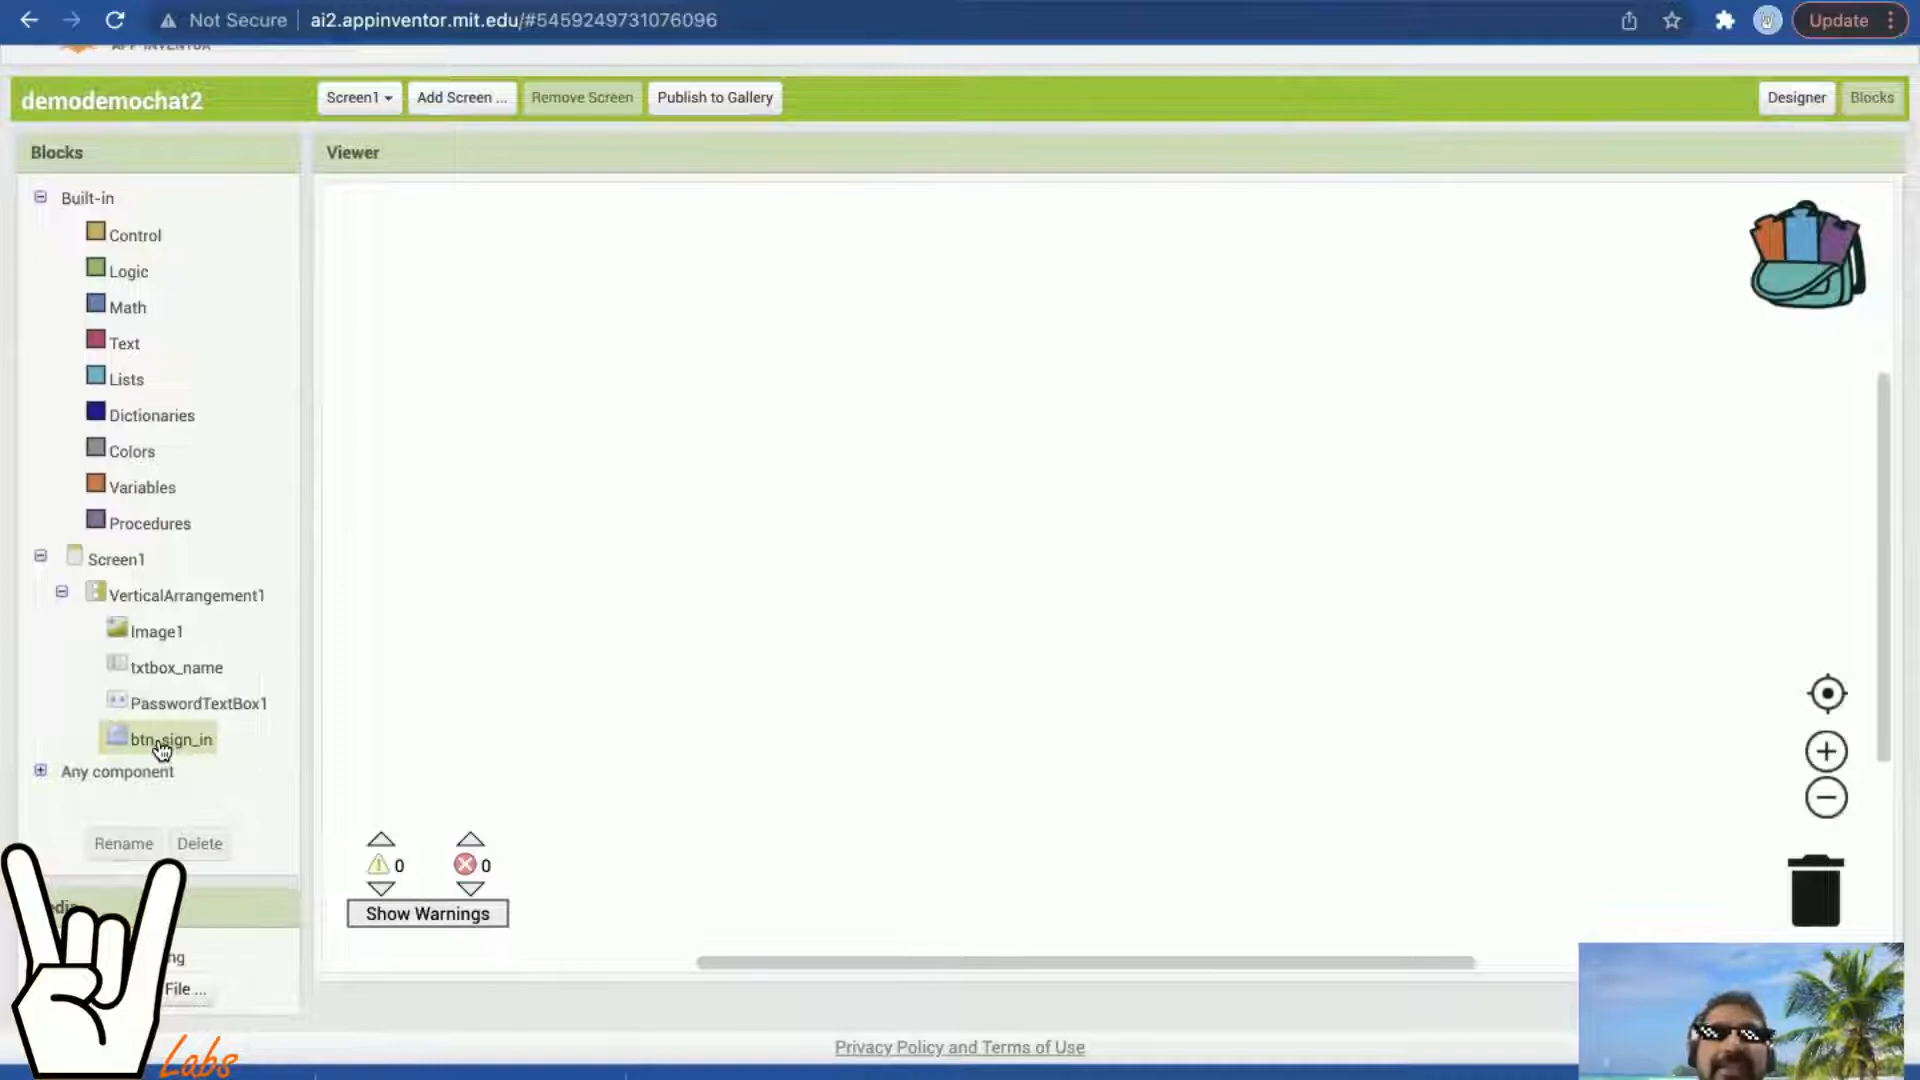 Not Secure
ai2.appinventor.mit.edu/#5459249731076096
Update
APP INVENTOR
demodemochat2
Screen1
Add Screen ...
Remove Screen
Publish to Gallery
Designer
Blocks
Blocks
Viewer
Built-in
Control
Logic
Math
Text
Lists
Dictionaries
Colors
Variables
Procedures
Screen1
VerticalArrangement1
Image1
txtbox_name
PasswordTextBox1
btn_sign_in
Any component
Rename
Delete
0
0
Show Warnings
File ...
Labs
Privacy Policy and Terms of Use